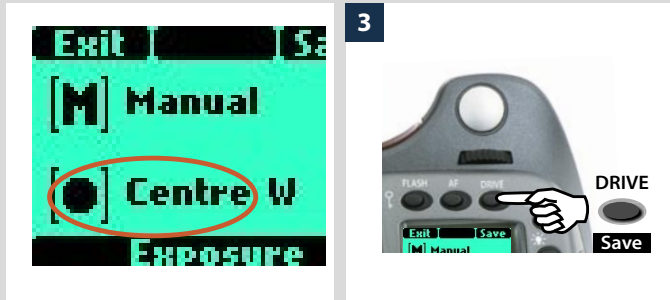 Exit
Sa
[M] Manual
[●] Centre W
Exposure
3
FLASH AF DRIVE
Exit Save
[M] Manual
DRIVE
Save